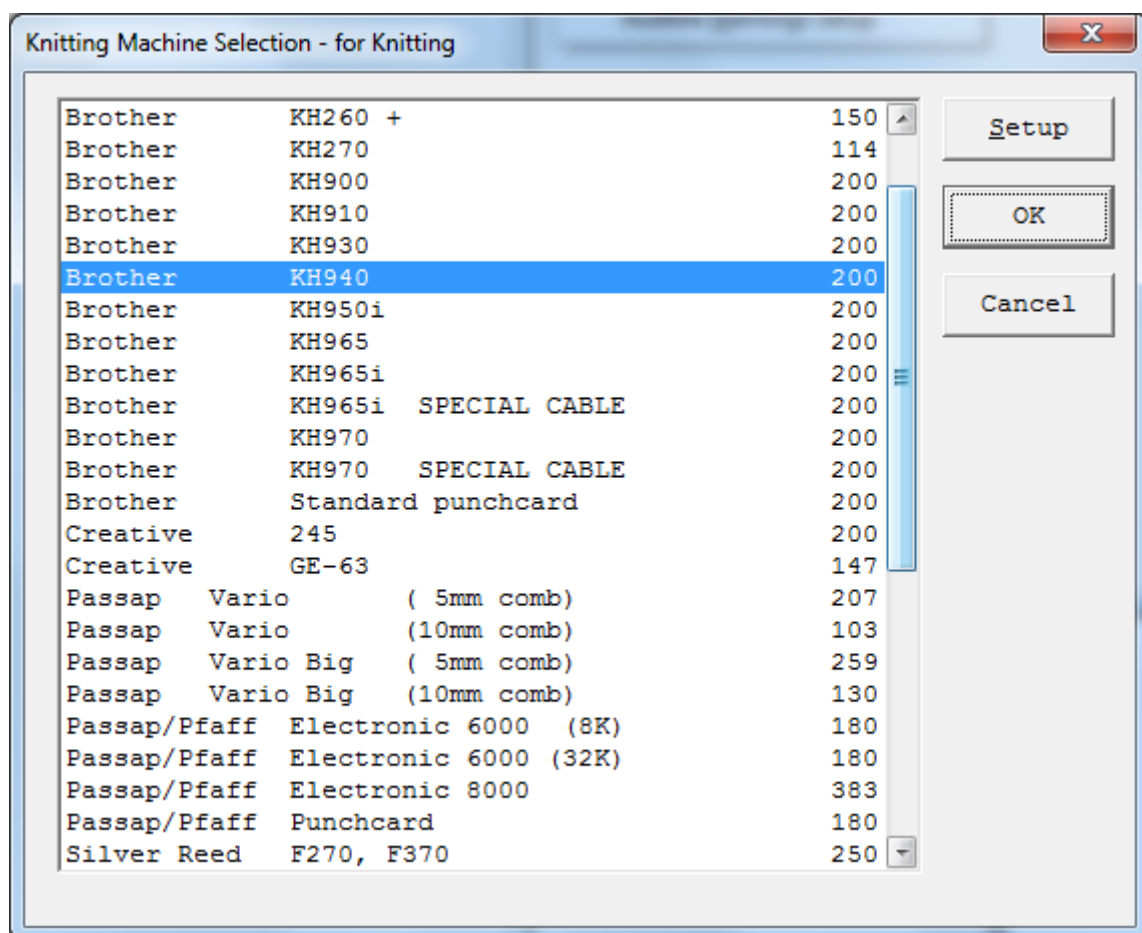 Knitting Machine Selection - for Knitting
Brother KH260 + 150
Brother KH270 114
Brother KH900 200
Brother KH910 200
Brother KH930 200
Brother KH940 200
Brother KH950i 200
Brother KH965 200
Brother KH965i 200
Brother KH965i SPECIAL CABLE 200
Brother KH970 200
Brother KH970 SPECIAL CABLE 200
Brother Standard punchcard 200
Creative 245 200
Creative GE-63 147
Passap Vario ( 5mm comb) 207
Passap Vario (10mm comb) 103
Passap Vario Big ( 5mm comb) 259
Passap Vario Big (10mm comb) 130
Passap/Pfaff Electronic 6000 (8K) 180
Passap/Pfaff Electronic 6000 (32K) 180
Passap/Pfaff Electronic 8000 383
Passap/Pfaff Punchcard 180
Silver Reed F270, F370 250
Setup
OK
Cancel